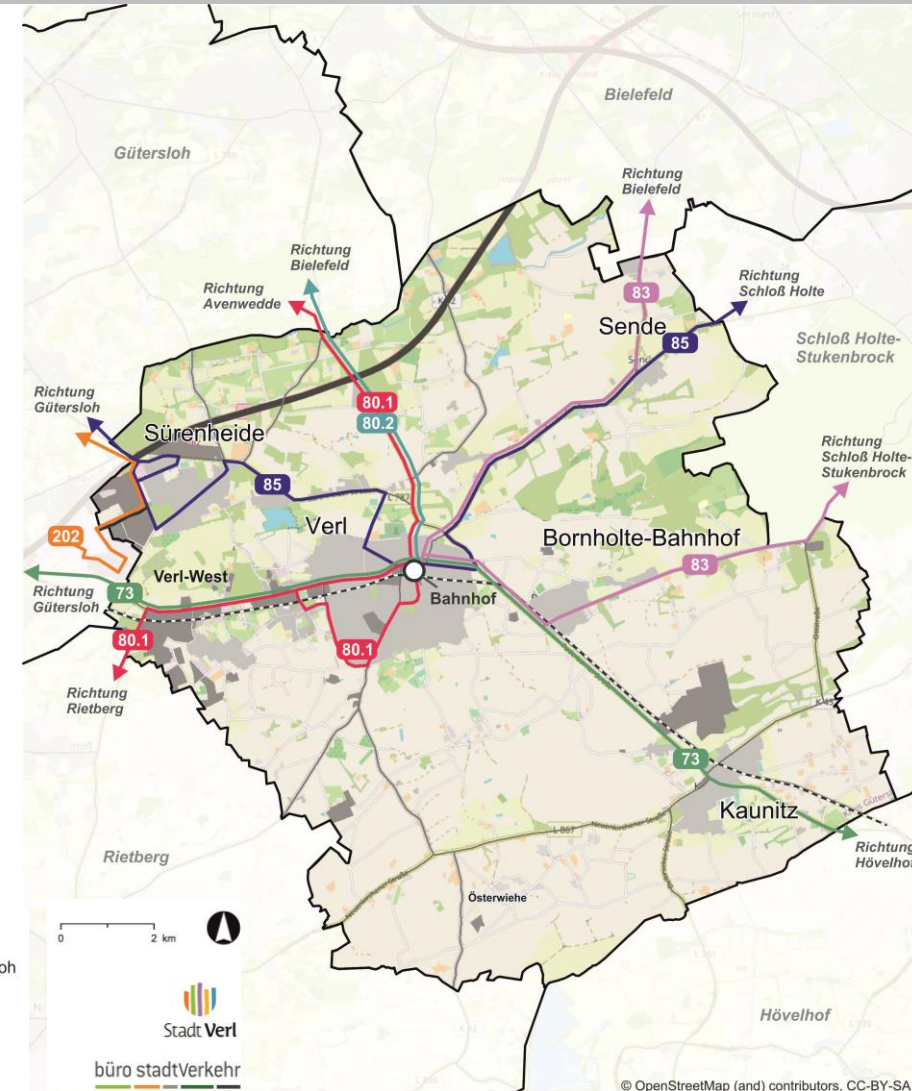 Bielefeld
Gütersloh
Richtung
Bielefeld
Richtung
Bielefeld
Richtung
Avenwedde
83
Richtung
Schloß Holte
Sende
85
Schloß Holte-
Stukenbrock
80.1
80.2
Richtung
Gütersloh
Sürenheide
85
L 787
Richtung
Schloß Holte-
Stukenbrock
202
Verl
Bornholte-Bahnhof
83
Verl-West
73
Richtung
Gütersloh
Bahnhof
80.1
80.1
Richtung
Rietberg
73
Kaunitz
Richtung
Hövelhof
Rietberg
L 867
Österwiehe
0
2 km
oh
Stadt Verl
büro stadtVerkehr
Hövelhof
© OpenStreetMap (and) contributors, CC-BY-SA